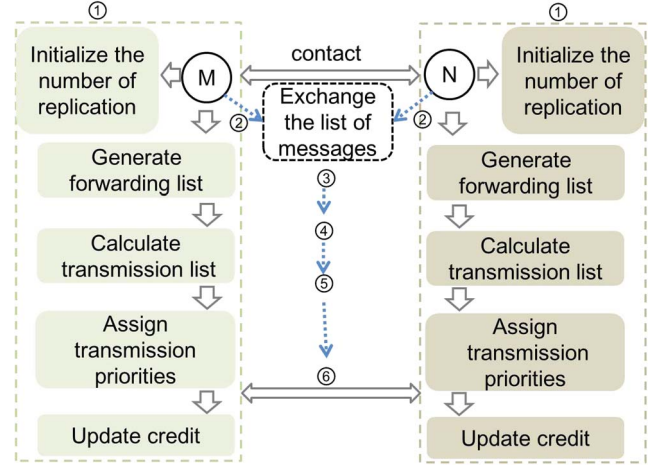 ①
①
Initialize the
number of
replication
M
contact
N
Initialize the
number of
replication
②
Exchange
the list of
messages
②
Generate
forwarding list
③
Generate
forwarding list
Calculate
transmission list
④
Calculate
transmission list
⑤
Assign
transmission
priorities
Assign
transmission
priorities
⑥
Update credit
Update credit